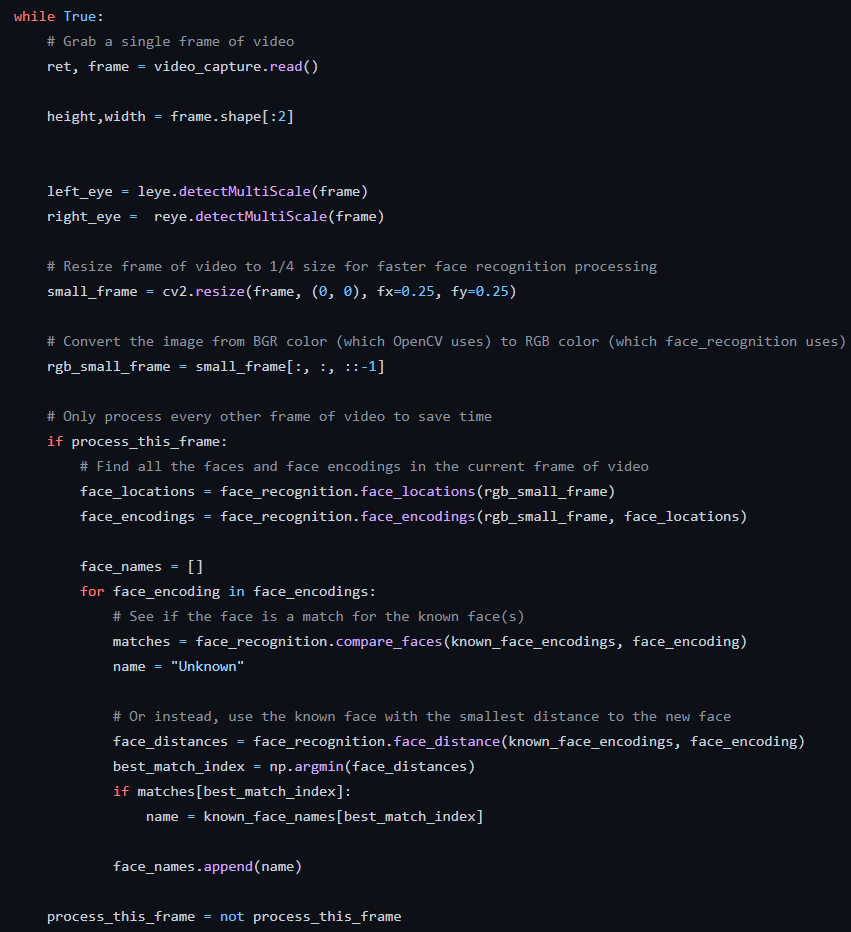 while True:
    # Grab a single frame of video
    ret, frame = video_capture.read()
    height,width = frame.shape[:2]
    left_eye = leye.detectMultiScale(frame)
    right_eye =  reye.detectMultiScale(frame)
    # Resize frame of video to 1/4 size for faster face recognition processing
    small_frame = cv2.resize(frame, (0, 0), fx=0.25, fy=0.25)
    # Convert the image from BGR color (which OpenCV uses) to RGB color (which face_recognition uses)
    rgb_small_frame = small_frame[:, :, ::-1]
    # Only process every other frame of video to save time
    if process_this_frame:
        # Find all the faces and face encodings in the current frame of video
        face_locations = face_recognition.face_locations(rgb_small_frame)
        face_encodings = face_recognition.face_encodings(rgb_small_frame, face_locations)
        face_names = []
        for face_encoding in face_encodings:
            # See if the face is a match for the known face(s)
            matches = face_recognition.compare_faces(known_face_encodings, face_encoding)
            name = "Unknown"
            # Or instead, use the known face with the smallest distance to the new face
            face_distances = face_recognition.face_distance(known_face_encodings, face_encoding)
            best_match_index = np.argmin(face_distances)
            if matches[best_match_index]:
                name = known_face_names[best_match_index]
            face_names.append(name)
    process_this_frame = not process_this_frame